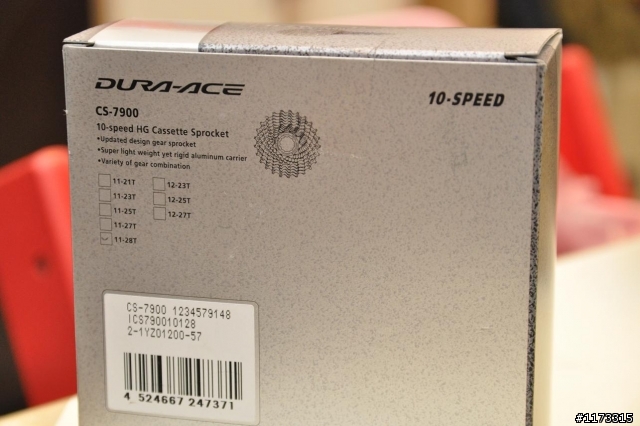 DURA-ACE
10-SPEED
CS-7900
10-speed HG Cassette Sprocket
•Updated design gear sprocket
•Super light weight yet rigid aluminum carrier
•Variety of gear combination
11-21T
12-23T
11-23T
12-25T
11-25T
12-27T
11-27T
11-28T
CS-7900 1234579148
ICS790010128
2-1YZ01200-57
4 524667 247371
#1173315